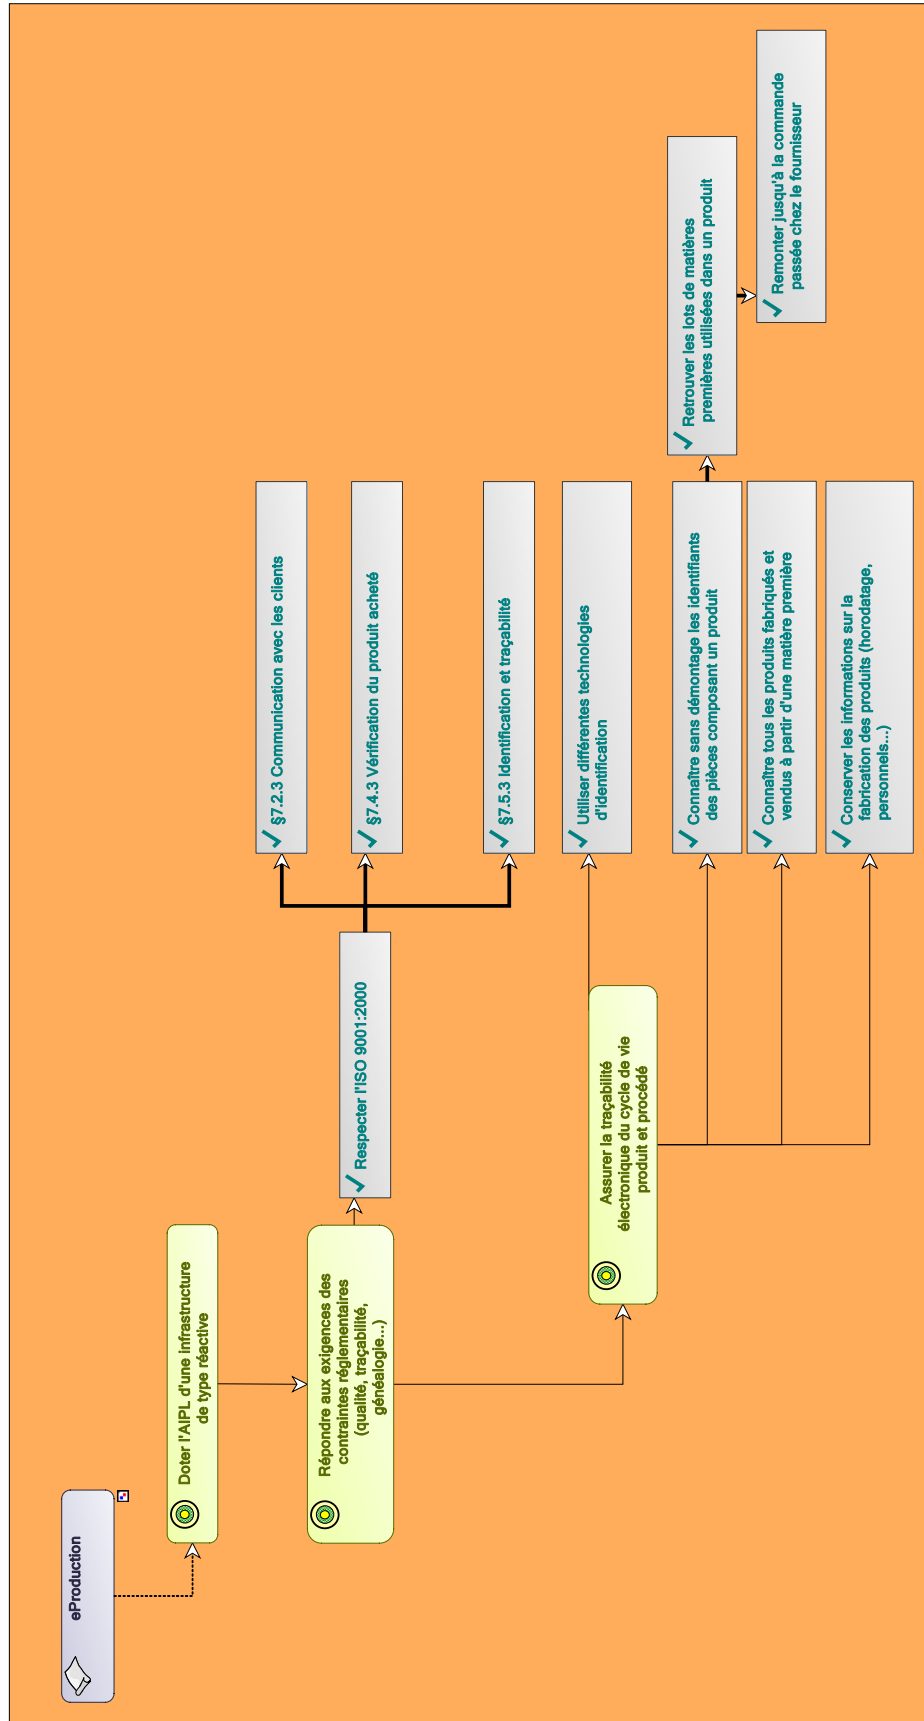 eProduction
Doter l'AIPL d'une infrastructure
de type réactive
Répondre aux exigences des
contraintes réglementaires
(qualité, traçabilité,
généalogie...)
Respecter l'ISO 9001:2000
§7.2.3 Communication avec les clients
§7.4.3 Vérification du produit acheté
§7.5.3 Identification et traçabilité
Assurer la traçabilité
électronique du cycle de vie
produit et procédé
Utiliser différentes technologies
d'identification
Connaître sans démontage les identifiants
des pièces composant un produit
Retrouver les lots de matières
premières utilisées dans un produit
Remonter jusqu'à la commande
passée chez le fournisseur
Connaître tous les produits fabriqués et
vendus à partir d'une matière première
Conserver les informations sur la
fabrication des produits (horodatage,
personnels...)